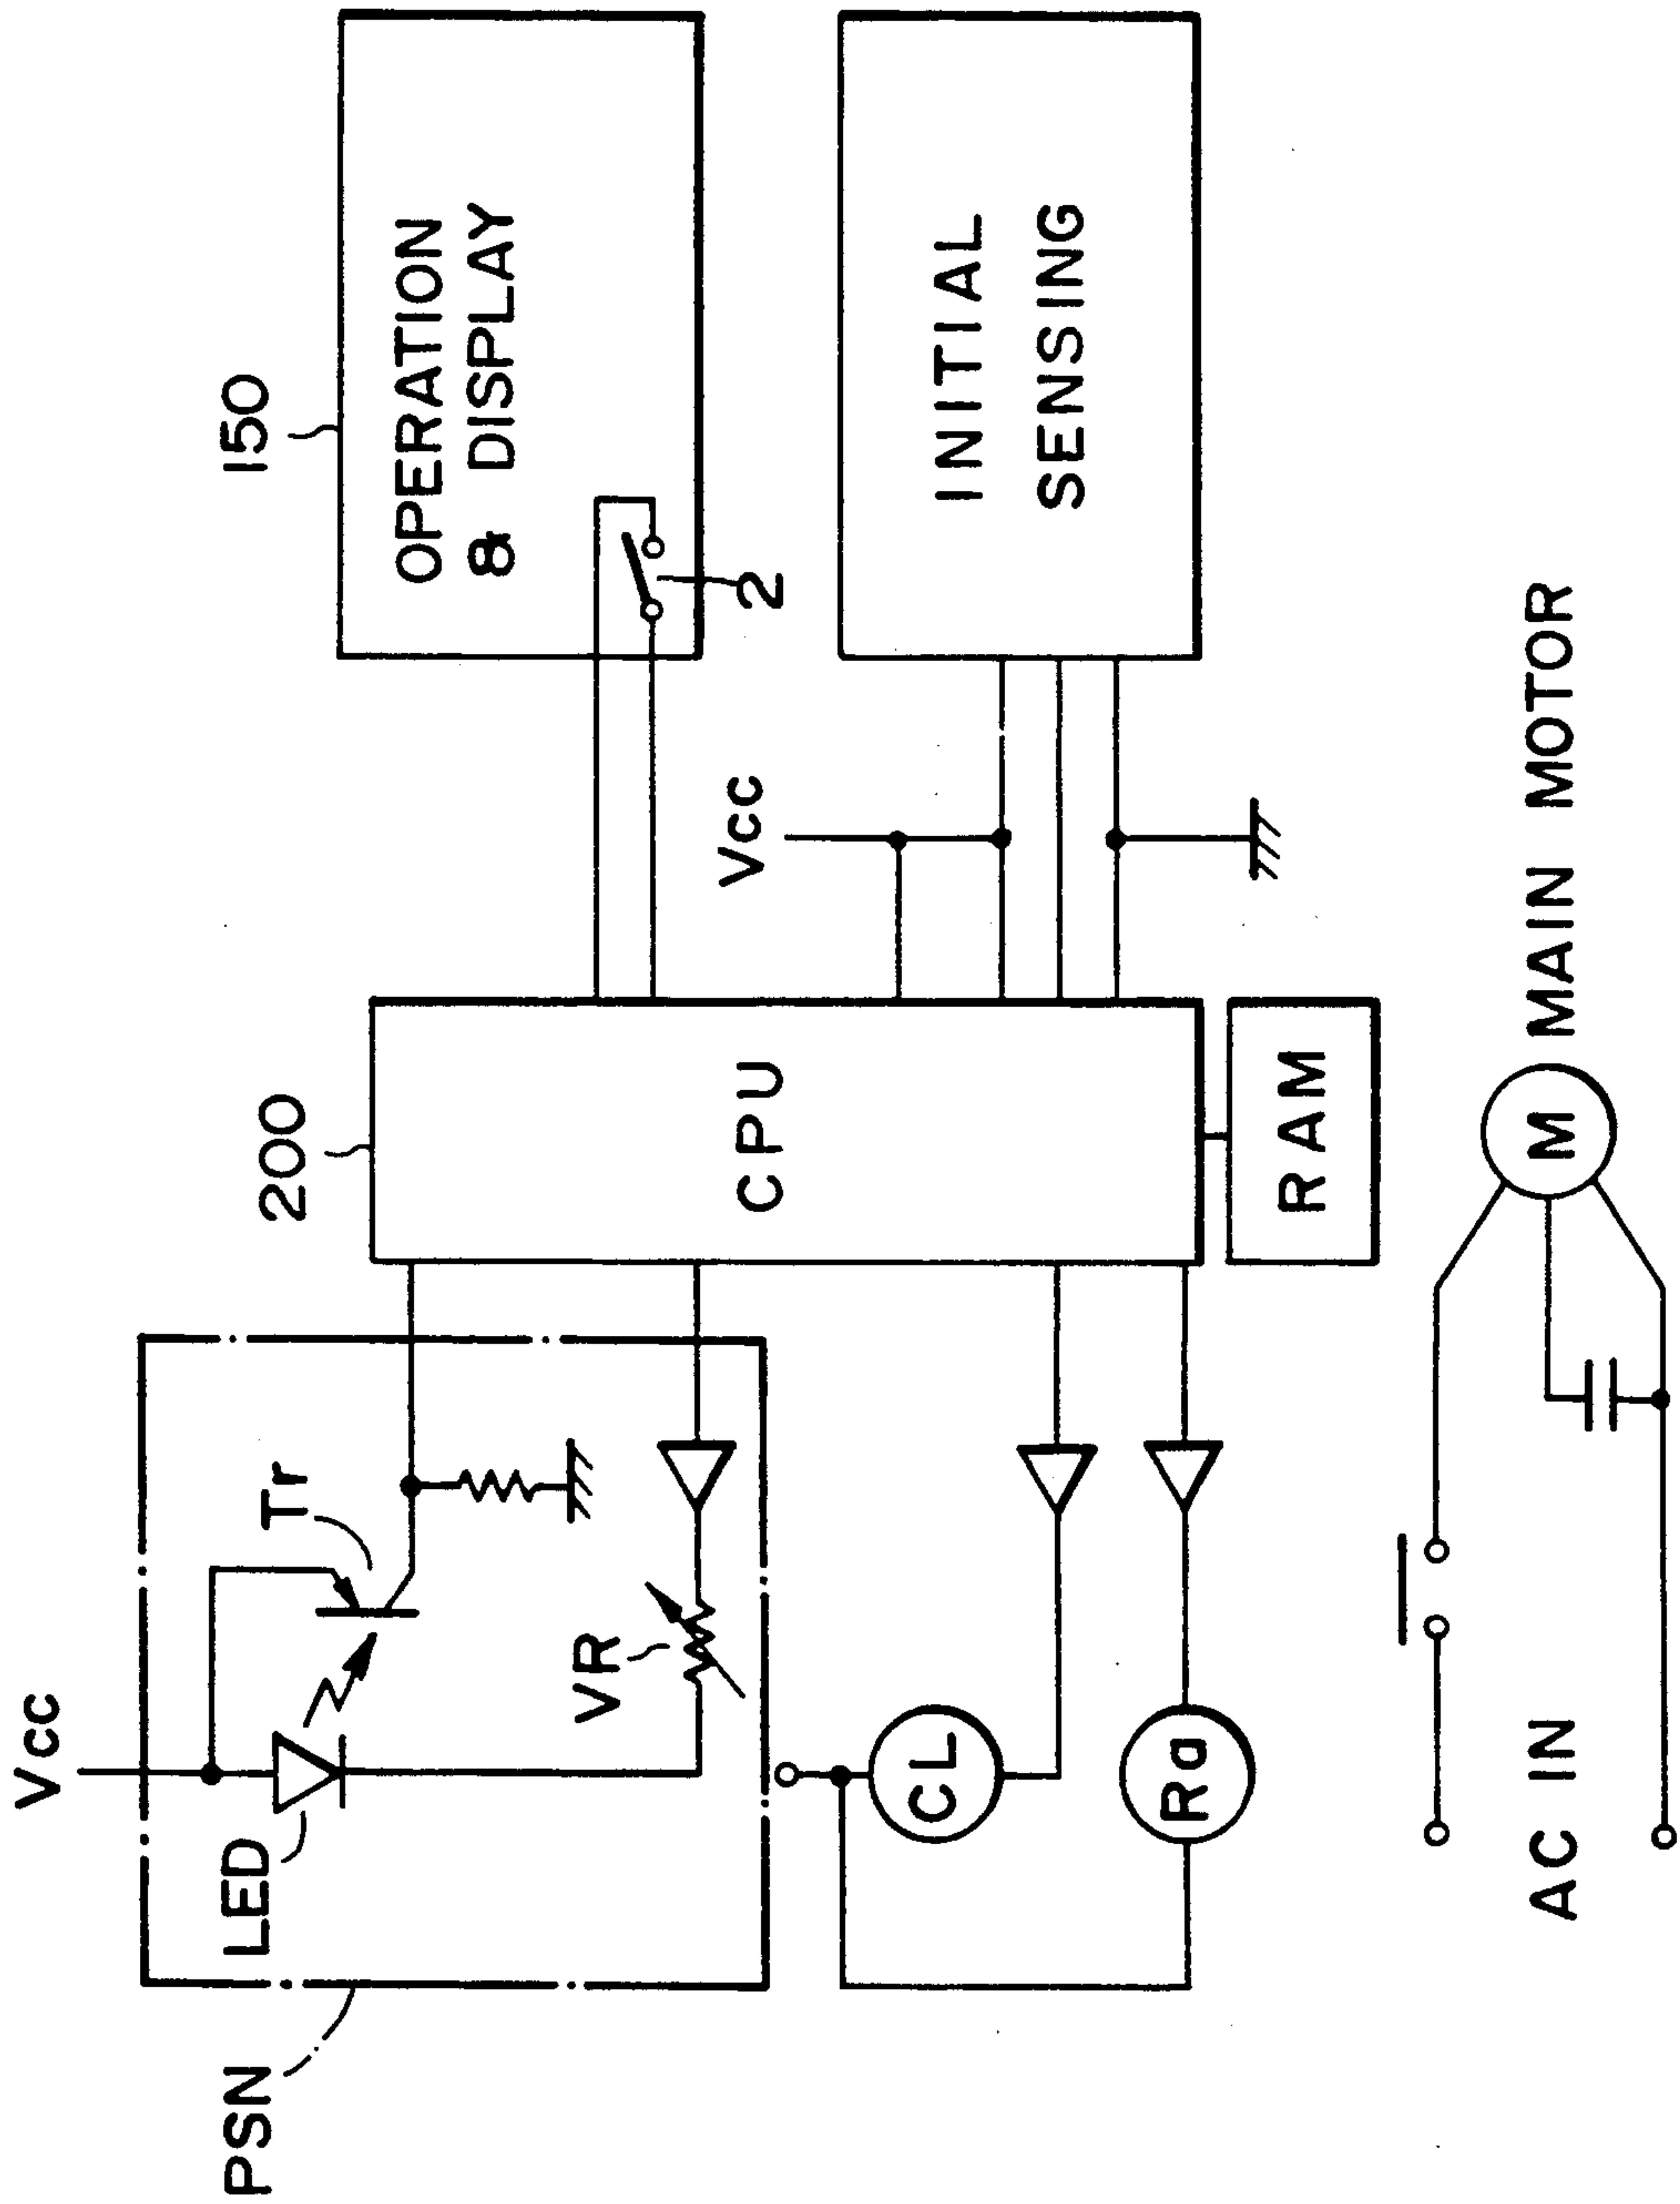 PSN
Vcc
LED
Tr
VR
CL
Ra
200
CPU
RAM
150
OPERATION
& DISPLAY
2
Vcc
INITIAL
SENSING
AC IN
M
MAIN MOTOR